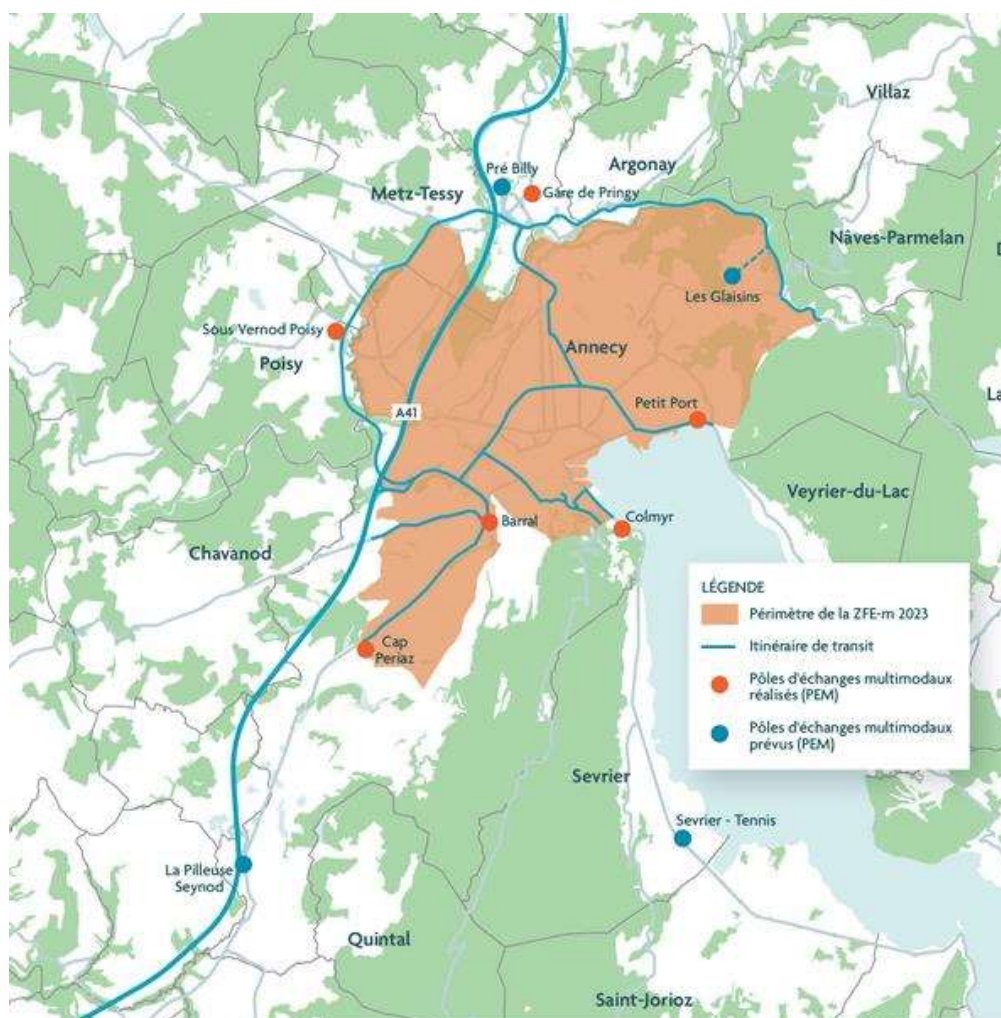 Villaz
Pré Billy
Argonay
Metz-Tessy
Gare de Pringy
Nâves-Parmelan
Les Glaisins
Sous Vernod Poisy
Annecy
Poisy
Petit Port
La
A41
Veyrier-du-Lac
Barral
Colmyr
Chavanod
LÉGENDE
Périmètre de la ZFE-m 2023
Itinéraire de transit
Cap
Periaz
Pôles d'échanges multimodaux
réalisés (PEM)
Pôles d'échanges multimodaux
prévus (PEM)
Sevrier
Sevrier - Tennis
La Pilleuse
Seynod
Quintal
Saint-Jorioz